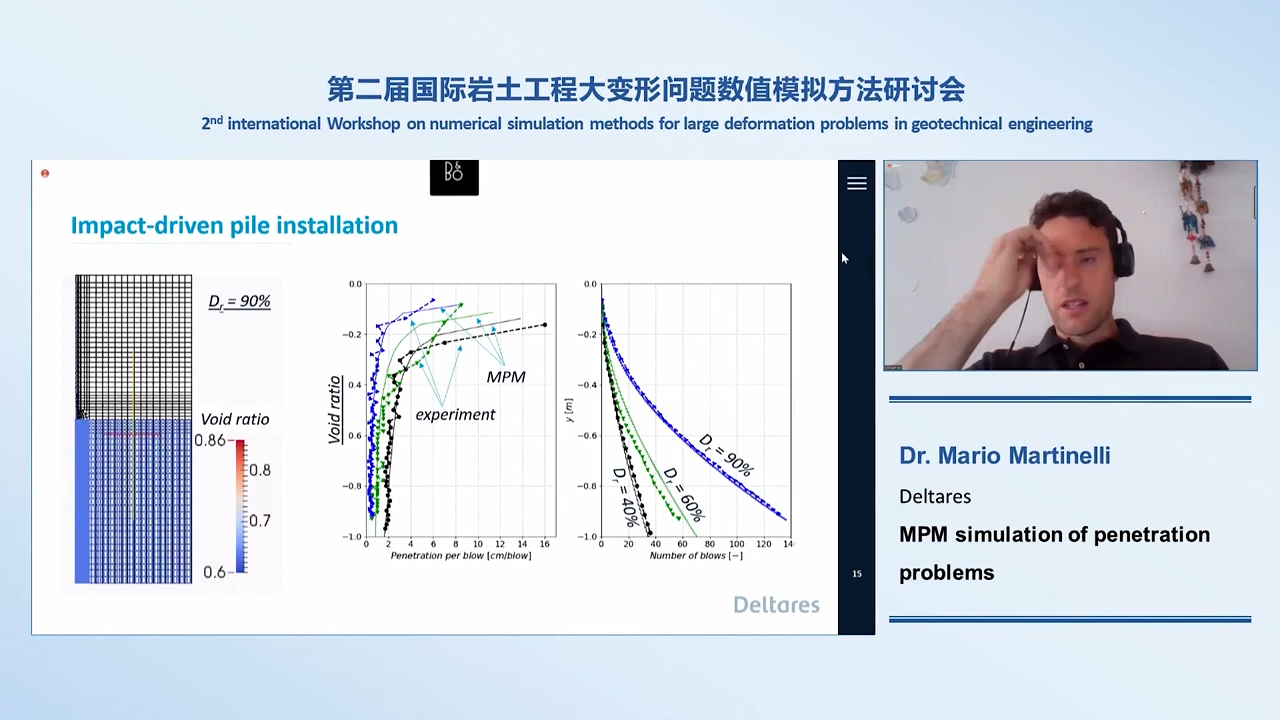 第二届国际岩土工程大变形问题数值模拟方法研讨会
2nd international Workshop on numerical simulation methods for large deformation problems in geotechnical engineering
B&
BO
Impact-driven pile installation
Dr = 90%
Void ratio
0.86
0.8
0.7
0.6
0.0
−0.2
0.4
0.6
−0.8
−1.0
Void ratio
MPM
experiment
0 2 4 6 8 10 12 14 16
Penetration per blow [cm/blow]
0.0
−0.2
−0.4
−0.6
−0.8
−1.0
y [m]
Dr = 90%
Dr = 60%
Dr = 40%
0 20 40 60 80 100 120 14
Number of blows [−]
15
Deltares
Dr. Mario Martinelli
Deltares
MPM simulation of penetration
problems